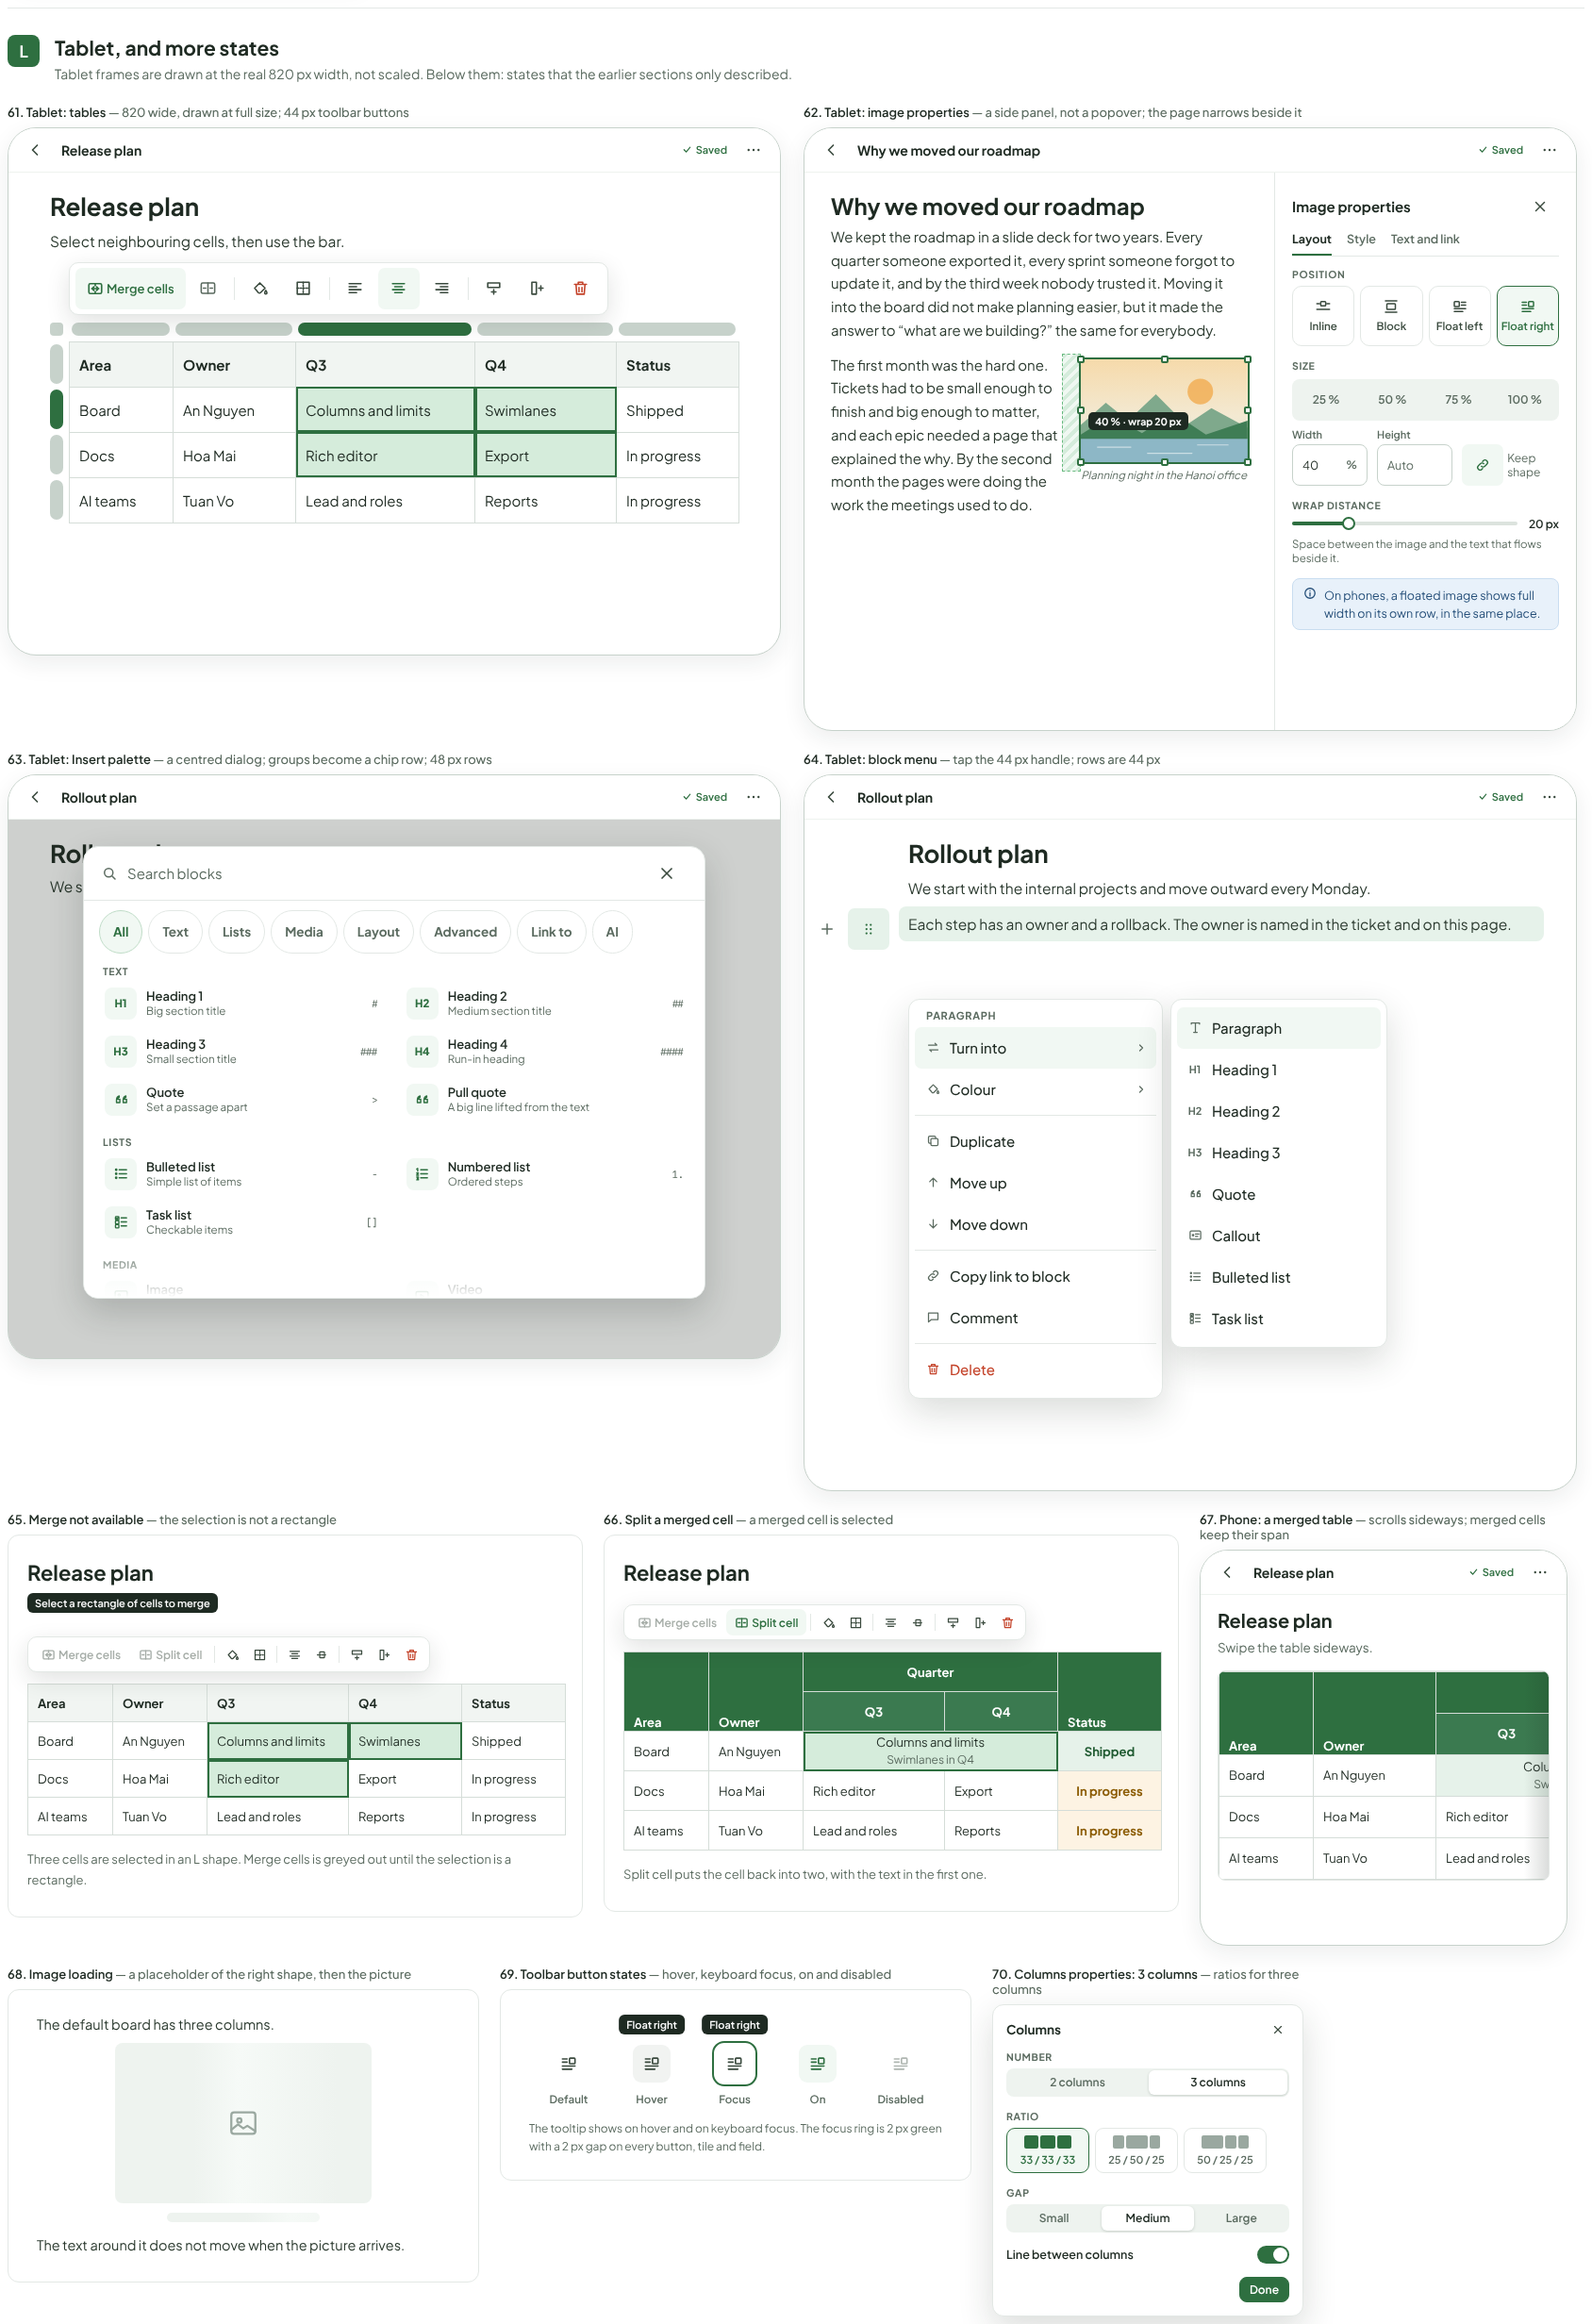 L
Tablet, and more states
Tablet frames are drawn at the real 820 px width, not scaled. Below them: states that the earlier sections only described.
61. Tablet: tables — 820 wide, drawn at full size; 44 px toolbar buttons
Release plan
Saved
Release plan
Select neighbouring cells, then use the bar.
Merge cells
Area Owner Q3 Q4 Status
Board An Nguyen Columns and limits Swimlanes Shipped
Docs Hoa Mai Rich editor Export In progress
AI teams Tuan Vo Lead and roles Reports In progress
62. Tablet: image properties — a side panel, not a popover; the page narrows beside it
Why we moved our roadmap
Saved
Why we moved our roadmap
We kept the roadmap in a slide deck for two years. Every
quarter someone exported it, every sprint someone forgot to
update it, and by the third week nobody trusted it. Moving it
into the board did not make planning easier, but it made the
answer to “what are we building?” the same for everybody.
The first month was the hard one.
Tickets had to be small enough to
finish and big enough to matter,
and each epic needed a page that
explained the why. By the second
month the pages were doing the
work the meetings used to do.
40 % · wrap 20 px
Planning night in the Hanoi office
Image properties
Layout Style Text and link
POSITION
Inline Block Float left Float right
SIZE
25 % 50 % 75 % 100 %
Width Height
40 % Auto Keep
shape
WRAP DISTANCE
20 px
Space between the image and the text that flows
beside it.
On phones, a floated image shows full
width on its own row, in the same place.
63. Tablet: Insert palette — a centred dialog; groups become a chip row; 48 px rows
Rollout plan
Saved
We s
Search blocks
All Text Lists Media Layout Advanced Link to AI
TEXT
H1 Heading 1 # H2 Heading 2 ##
Big section title Medium section title
H3 Heading 3 ### H4 Heading 4 ####
Small section title Run-in heading
Quote > Pull quote
Set a passage apart A big line lifted from the text
LISTS
Bulleted list - Numbered list 1.
Simple list of items Ordered steps
Task list []
Checkable items
MEDIA
Image Video
64. Tablet: block menu — tap the 44 px handle; rows are 44 px
Rollout plan
Saved
Rollout plan
We start with the internal projects and move outward every Monday.
Each step has an owner and a rollback. The owner is named in the ticket and on this page.
PARAGRAPH
Turn into
Colour
Duplicate
Move up
Move down
Copy link to block
Comment
Delete
Paragraph
H1 Heading 1
H2 Heading 2
H3 Heading 3
Quote
Callout
Bulleted list
Task list
65. Merge not available — the selection is not a rectangle
Release plan
Select a rectangle of cells to merge
Merge cells Split cell
Area Owner Q3 Q4 Status
Board An Nguyen Columns and limits Swimlanes Shipped
Docs Hoa Mai Rich editor Export In progress
AI teams Tuan Vo Lead and roles Reports In progress
Three cells are selected in an L shape. Merge cells is greyed out until the selection is a
rectangle.
66. Split a merged cell — a merged cell is selected
Release plan
Merge cells Split cell
Quarter
Area Owner Q3 Q4 Status
Board An Nguyen Columns and limits Shipped
Swimlanes in Q4
Docs Hoa Mai Rich editor Export In progress
AI teams Tuan Vo Lead and roles Reports In progress
Split cell puts the cell back into two, with the text in the first one.
67. Phone: a merged table — scrolls sideways; merged cells
keep their span
Release plan
Saved
Release plan
Swipe the table sideways.
Area Owner Q3
Board An Nguyen Colu
Sw
Docs Hoa Mai Rich editor
AI teams Tuan Vo Lead and roles
68. Image loading — a placeholder of the right shape, then the picture
The default board has three columns.
The text around it does not move when the picture arrives.
69. Toolbar button states — hover, keyboard focus, on and disabled
Float right Float right
Default Hover Focus On Disabled
The tooltip shows on hover and on keyboard focus. The focus ring is 2 px green
with a 2 px gap on every button, tile and field.
70. Columns properties: 3 columns — ratios for three
columns
Columns
NUMBER
2 columns 3 columns
RATIO
33 / 33 / 33 25 / 50 / 25 50 / 25 / 25
GAP
Small Medium Large
Line between columns
Done